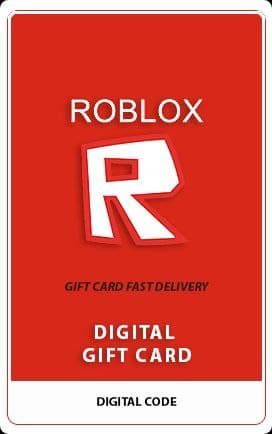 ROBLOX
R
GIFT CARD FAST DELIVERY
DIGITAL
GIFT CARD
DIGITAL CODE